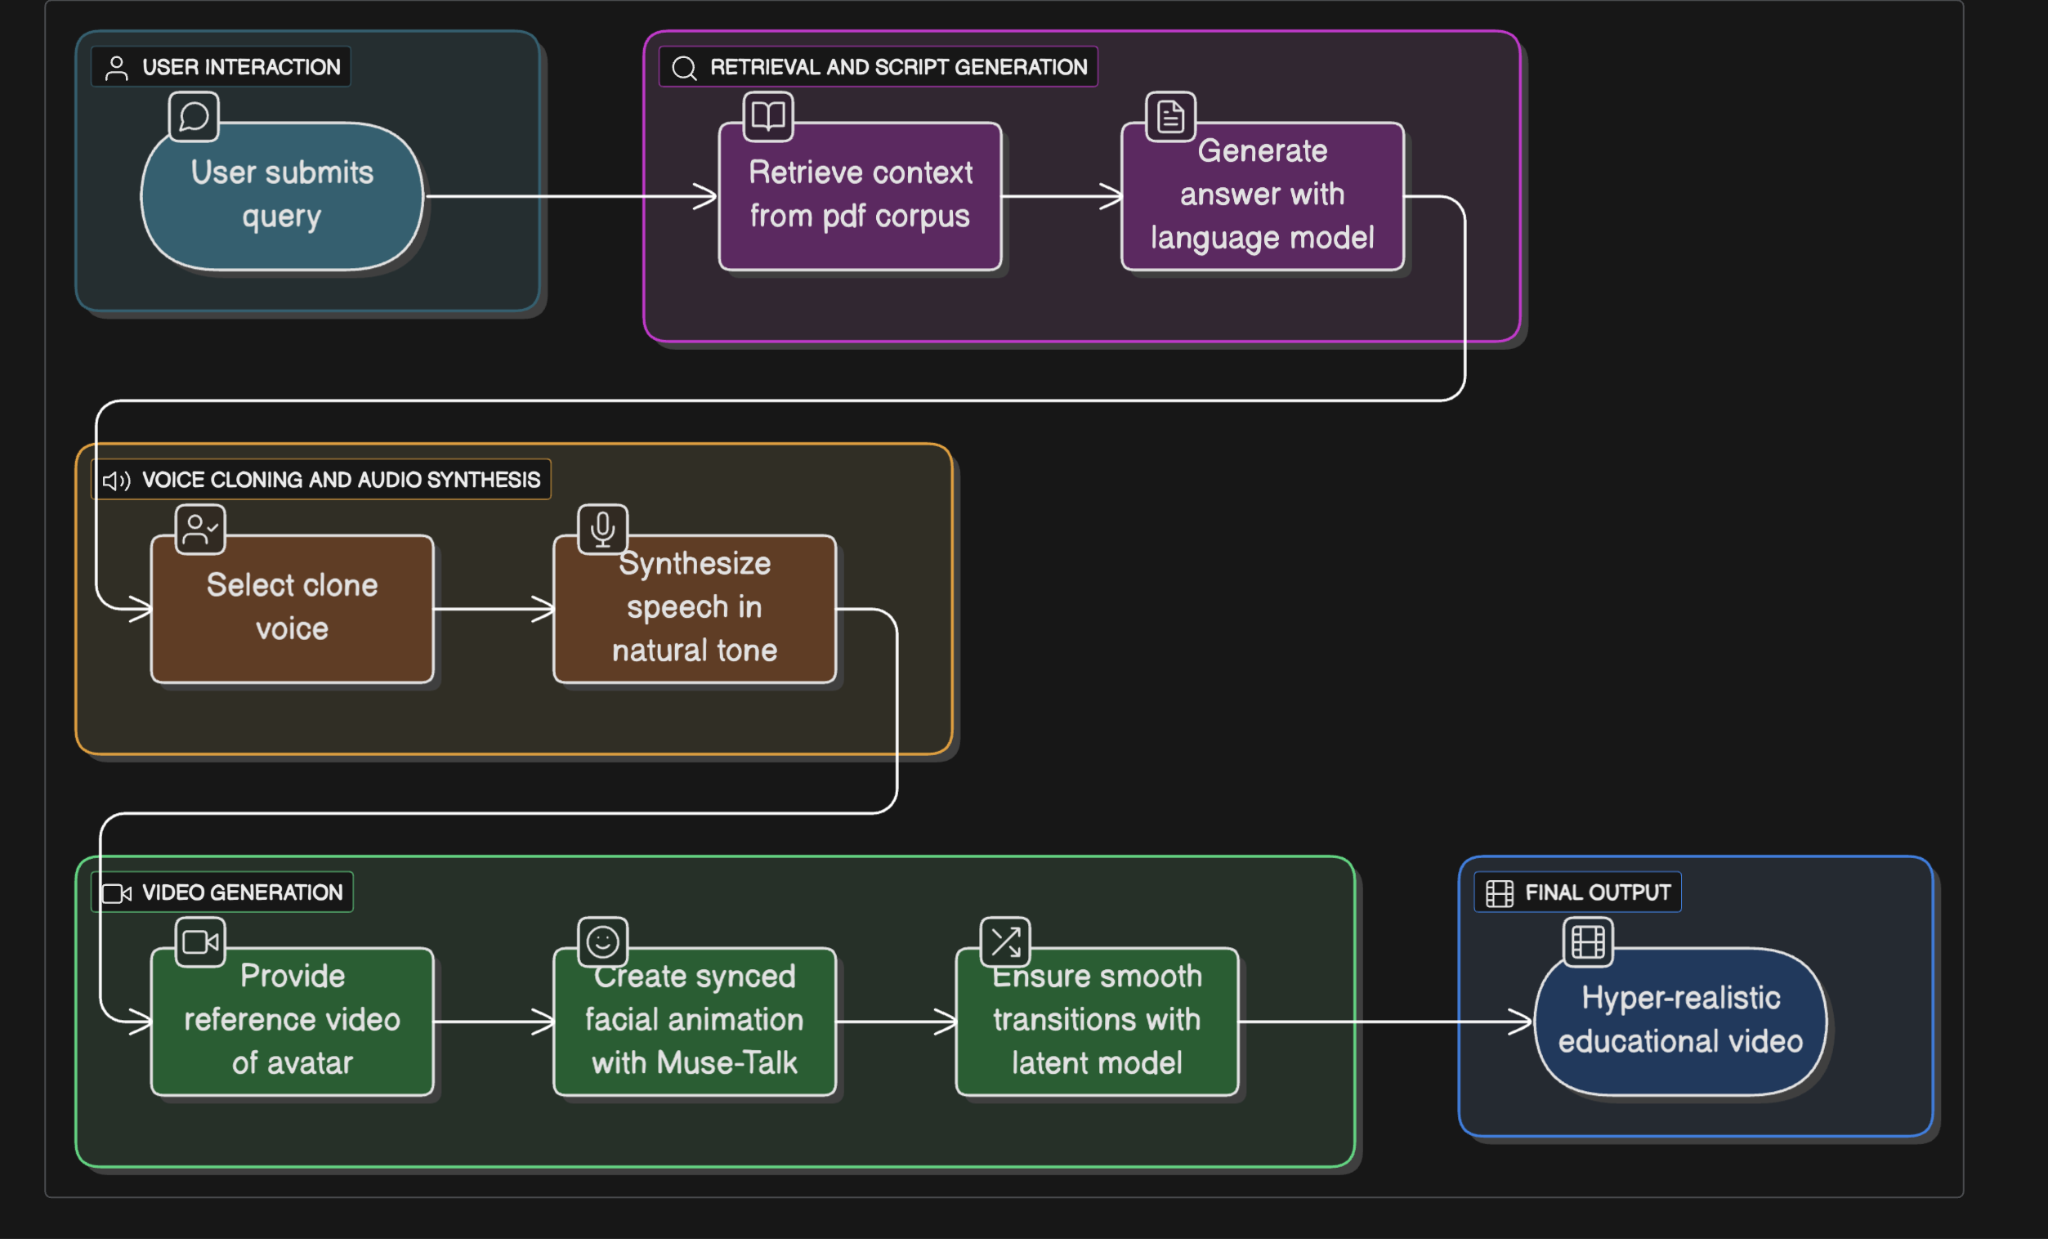 USER INTERACTION
User submits
query
RETRIEVAL AND SCRIPT GENERATION
Retrieve context
from pdf corpus
Generate
answer with
language model
VOICE CLONING AND AUDIO SYNTHESIS
Select clone
voice
Synthesize
speech in
natural tone
VIDEO GENERATION
Provide
reference video
of avatar
Create synced
facial animation
with Muse-Talk
Ensure smooth
transitions with
latent model
FINAL OUTPUT
Hyper-realistic
educational video